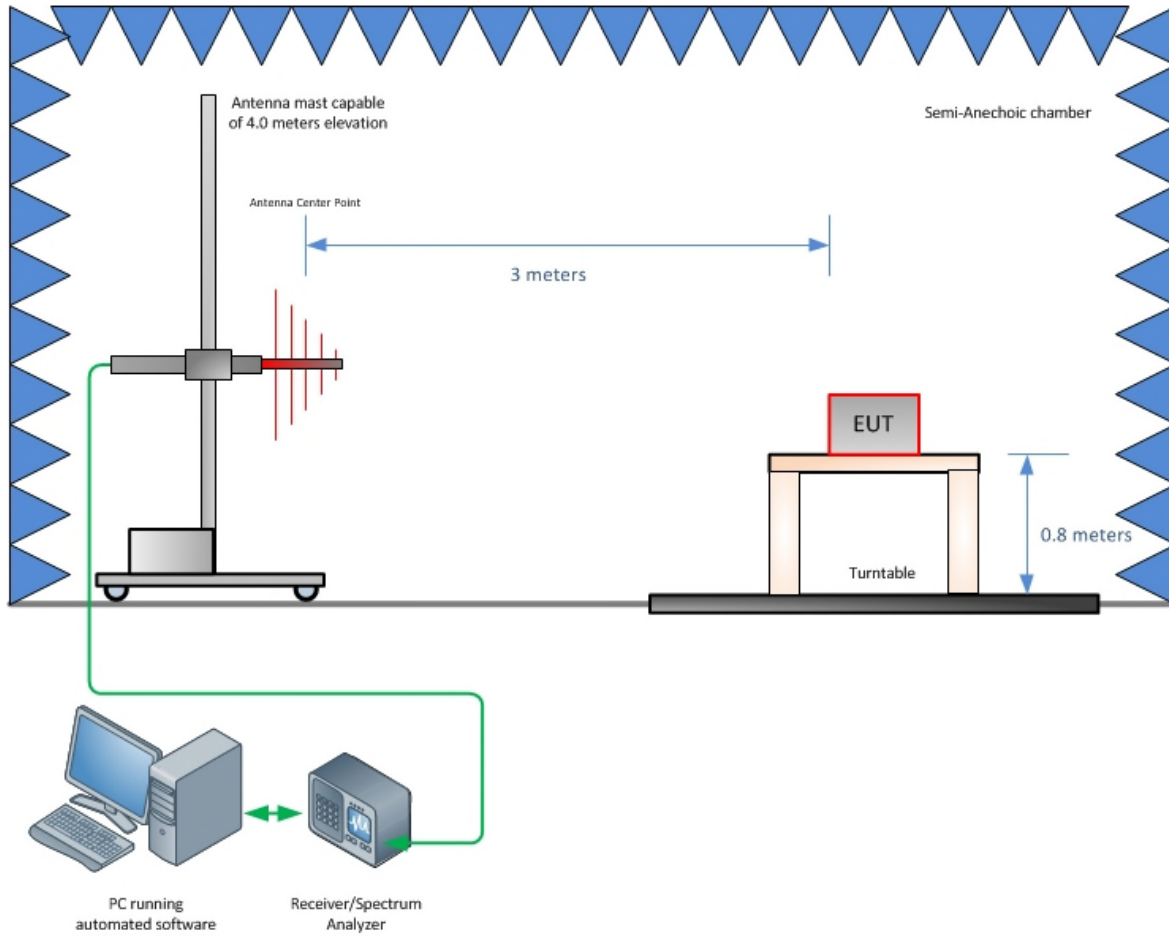 Antenna mast capable
of 4.0 meters elevation
Semi-Anechoic chamber
Antenna Center Point
3 meters
EUT
0.8 meters
Turntable
PC running
automated software
Receiver/Spectrum
Analyzer